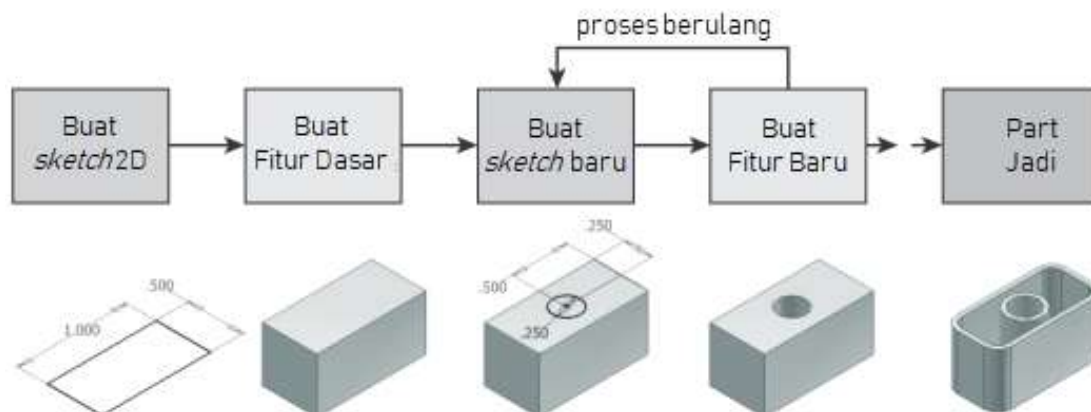 proses berulang
Buat
sketch 2D
Buat
Fitur Dasar
Buat
sketch baru
Buat
Fitur Baru
Part
Jadi
.250
.500
.250
.500
1.000